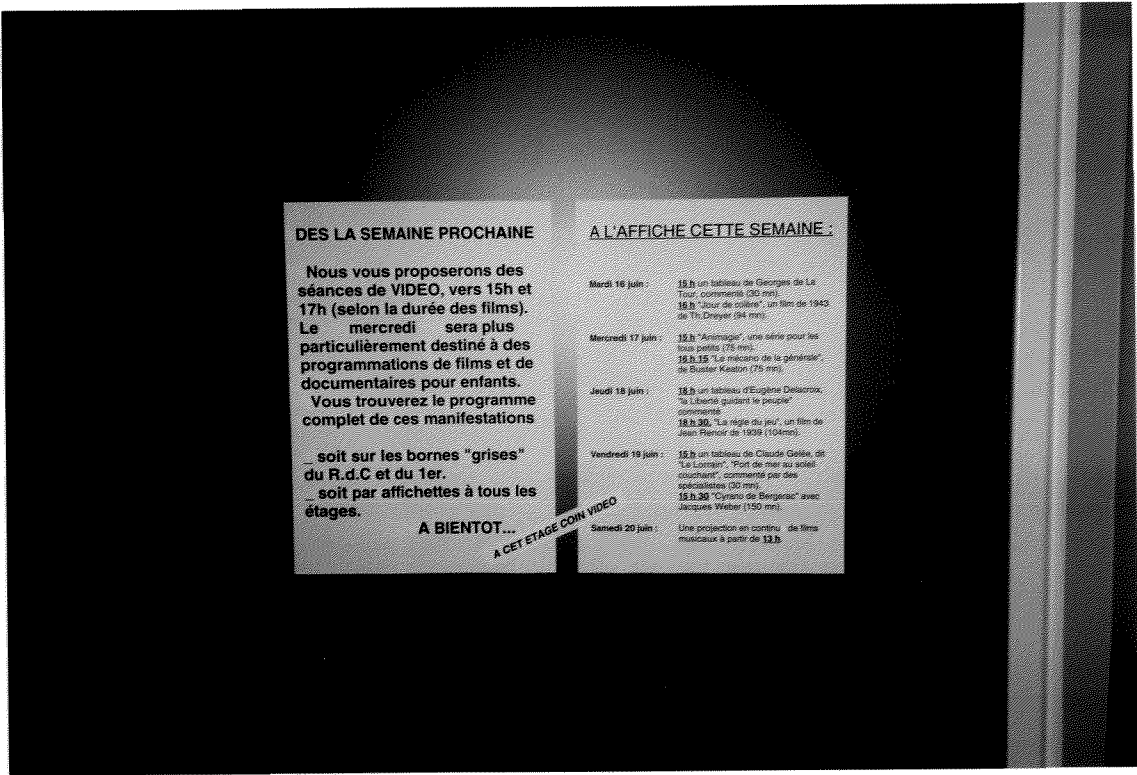 DES LA SEMAINE PROCHAINE
Nous vous proposerons des
séances de VIDEO, vers 15h et
17h (selon la durée des films).
Le mercredi sera plus
particulièrement destiné à des
programmations de films et de
documentaires pour enfants.
Vous trouverez le programme
complet de ces manifestations
_ soit sur les bornes "grises"
du R.d.C et du 1er.
_ soit par affichettes à tous les
étages.
A BIENTOT...
A CET ETAGE COIN VIDEO
A L'AFFICHE CETTE SEMAINE :
Mardi 16 juin : 15 h un tableau de Georges de La
Tour, commenté (30 mn).
16 h "Jour de colère", un film de 1943
de Th.Dreyer (94 mn).
Mercredi 17 juin : 15 h "Animagie", une série pour les
tous petits (75 mn).
16 h 15 "Le mécano de la générale",
de Buster Keaton (75 mn).
Jeudi 18 juin : 18 h un tableau d'Eugène Delacroix,
"la Liberté guidant le peuple"
commenté
18 h 30, "La règle du jeu", un film de
Jean Renoir de 1939 (104mn).
Vendredi 19 juin : 15 h un tableau de Claude Gelée, dit
"Le Lorrain", "Port de mer au soleil
couchant", commenté par des
spécialistes (30 mn).
15 h 30 "Cyrano de Bergerac" avec
Jacques Weber (150 mn).
Samedi 20 juin : Une projection en continu de films
musicaux à partir de 13 h